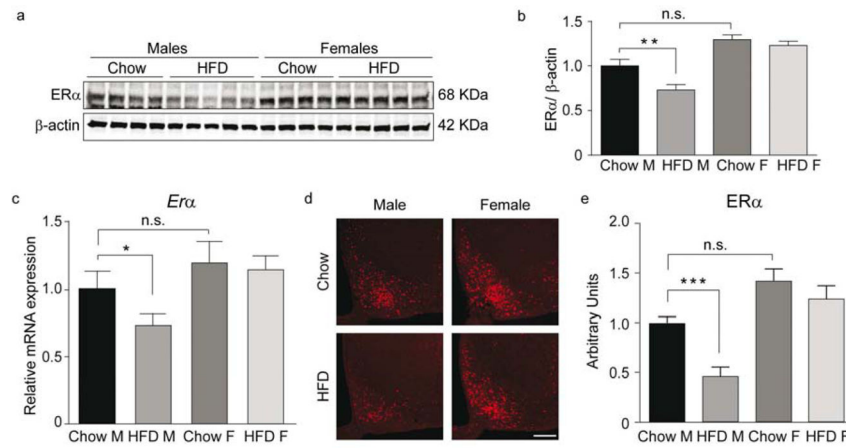 a
Males Females
Chow HFD Chow HFD
ERα 68 KDa
β-actin 42 KDa
b
n.s.
**
ERα/ β-actin
1.5
1.0
0.5
0
Chow M HFD M Chow F HFD F
c
Erα
n.s.
*
Relative mRNA expression
1.5
1.0
0.5
0
Chow M HFD M Chow F HFD F
d
Male Female
Chow
HFD
e
ERα
n.s.
***
Arbitrary Units
2.0
1.5
1.0
0.5
0
Chow M HFD M Chow F HFD F